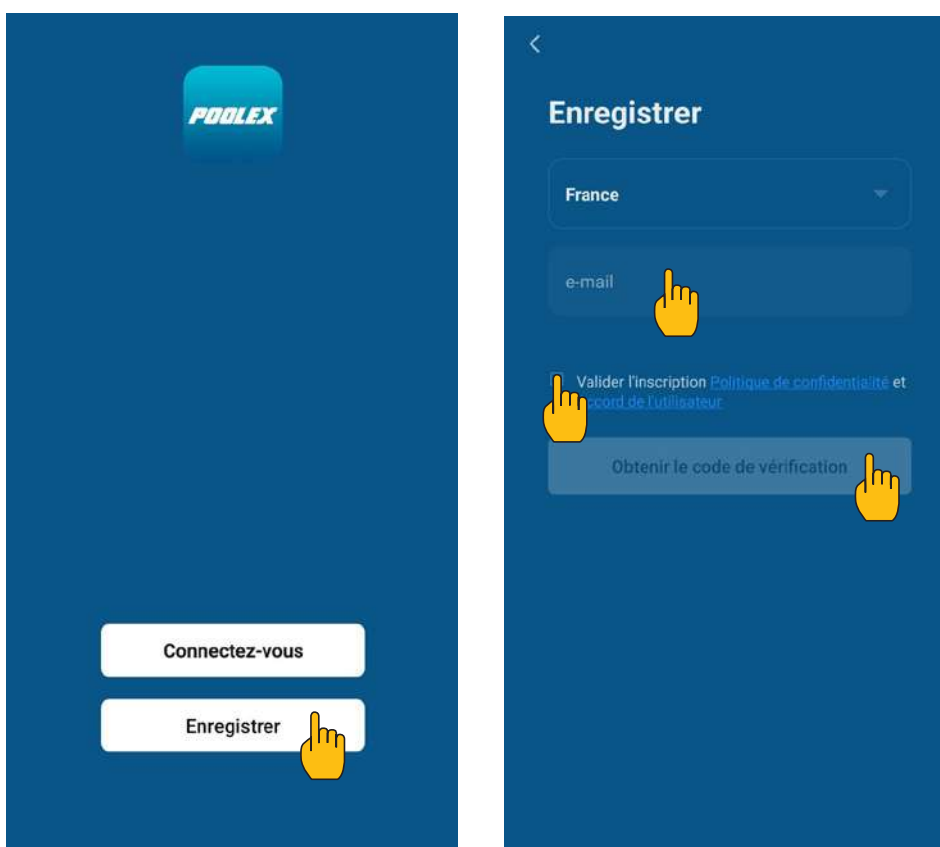 POOLEX
Connectez-vous
Enregistrer
Enregistrer
France
e-mail
Valider l'inscription Politique de confidentialité et
ccord de l'utilisateur
Obtenir le code de vérification